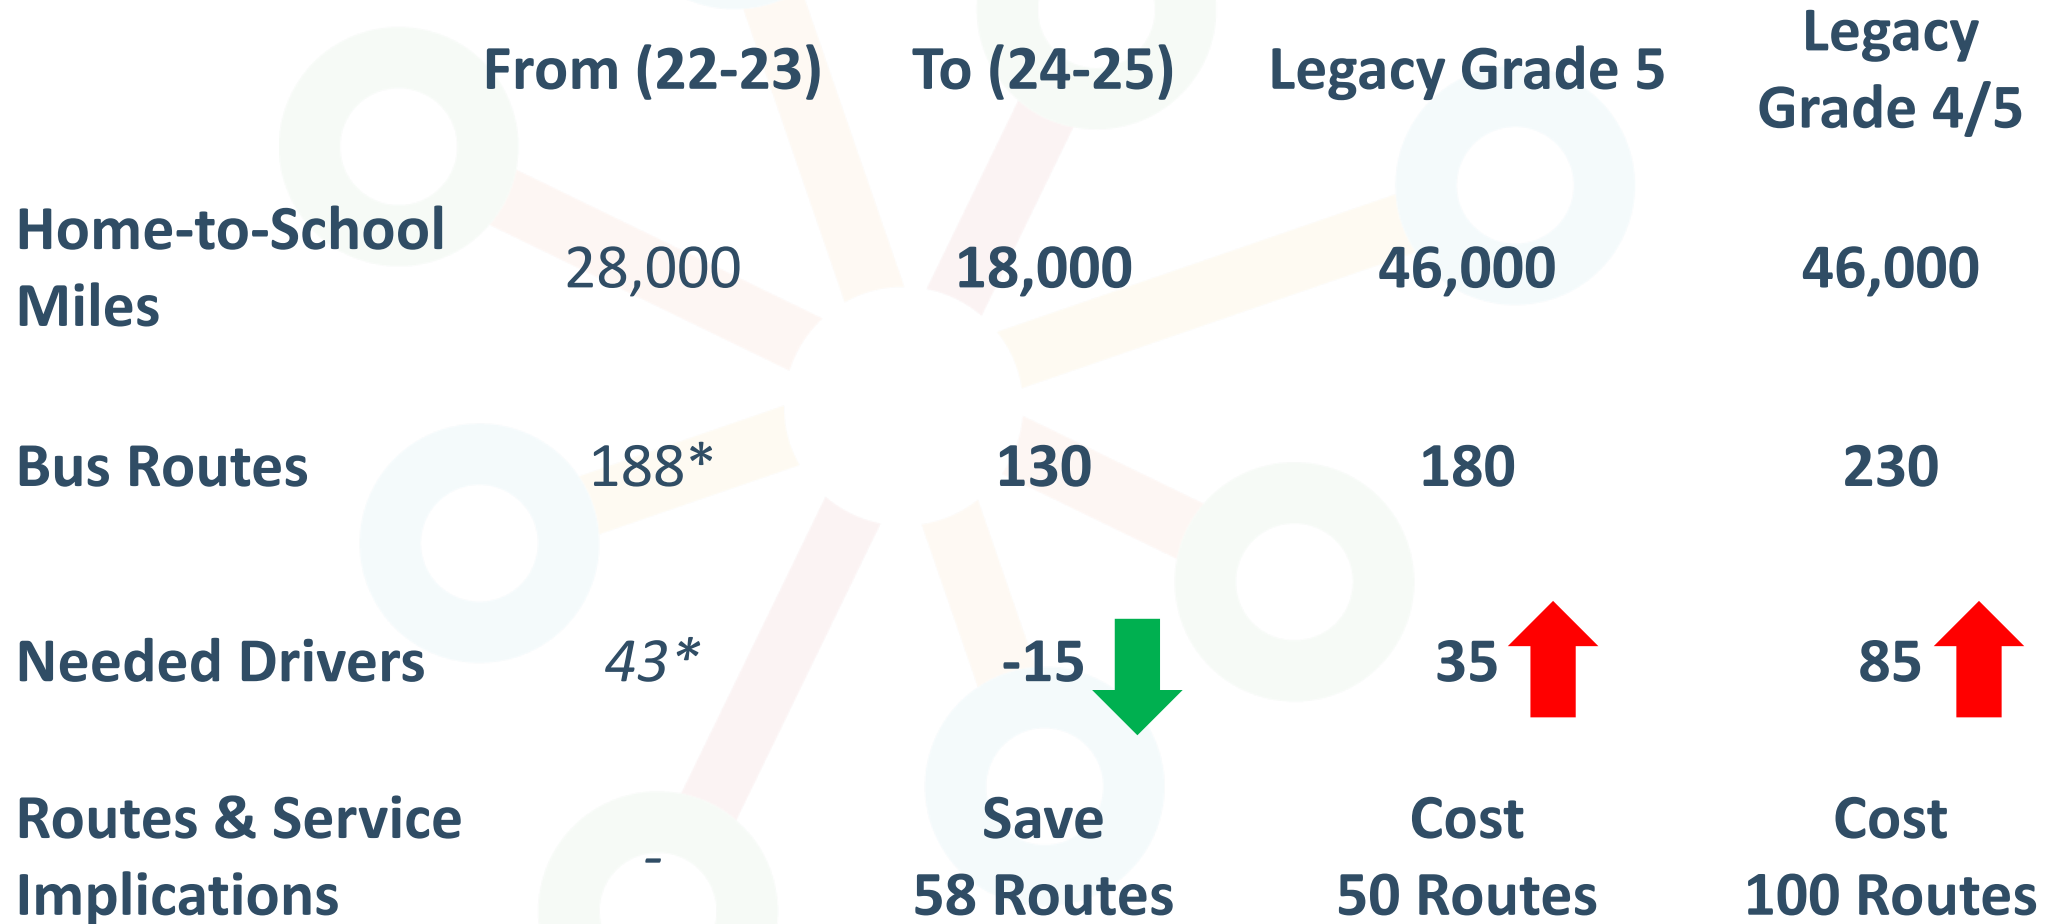 From (22-23) To (24-25) Legacy Grade 5 Legacy
Grade 4/5
Home-to-School
Miles 28,000 18,000 46,000 46,000
Bus Routes 188* 130 180 230
Needed Drivers 43* -15 35 85
Routes & Service
Implications - Save
58 Routes Cost
50 Routes Cost
100 Routes